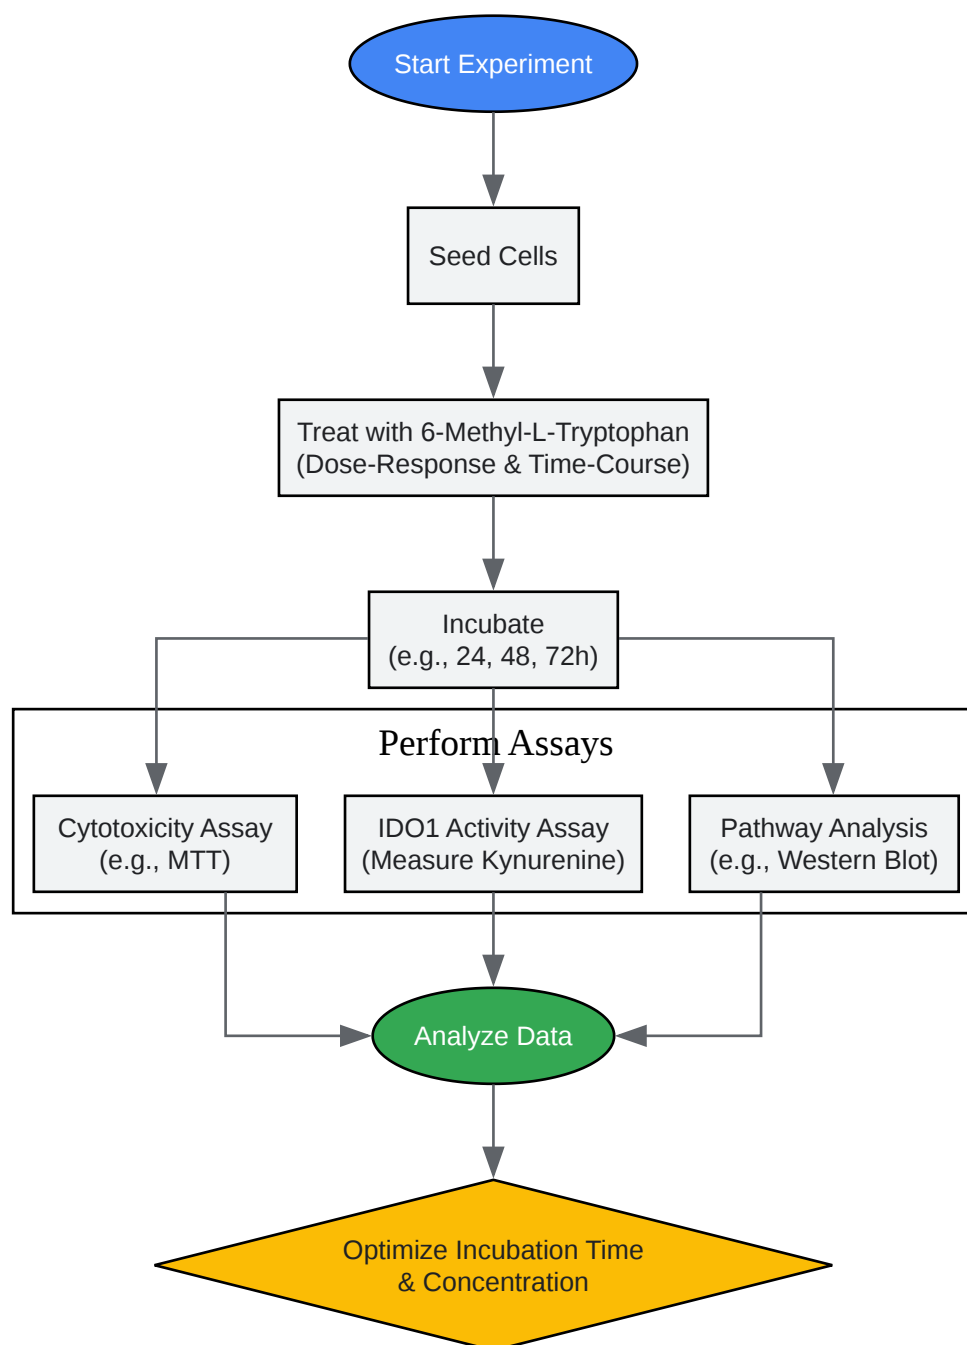 Start Experiment
Seed Cells
Treat with 6-Methyl-L-Tryptophan
(Dose-Response & Time-Course)
Incubate
(e.g., 24, 48, 72h)
Perform Assays
Cytotoxicity Assay
(e.g., MTT)
IDO1 Activity Assay
(Measure Kynurenine)
Pathway Analysis
(e.g., Western Blot)
Analyze Data
Optimize Incubation Time
& Concentration